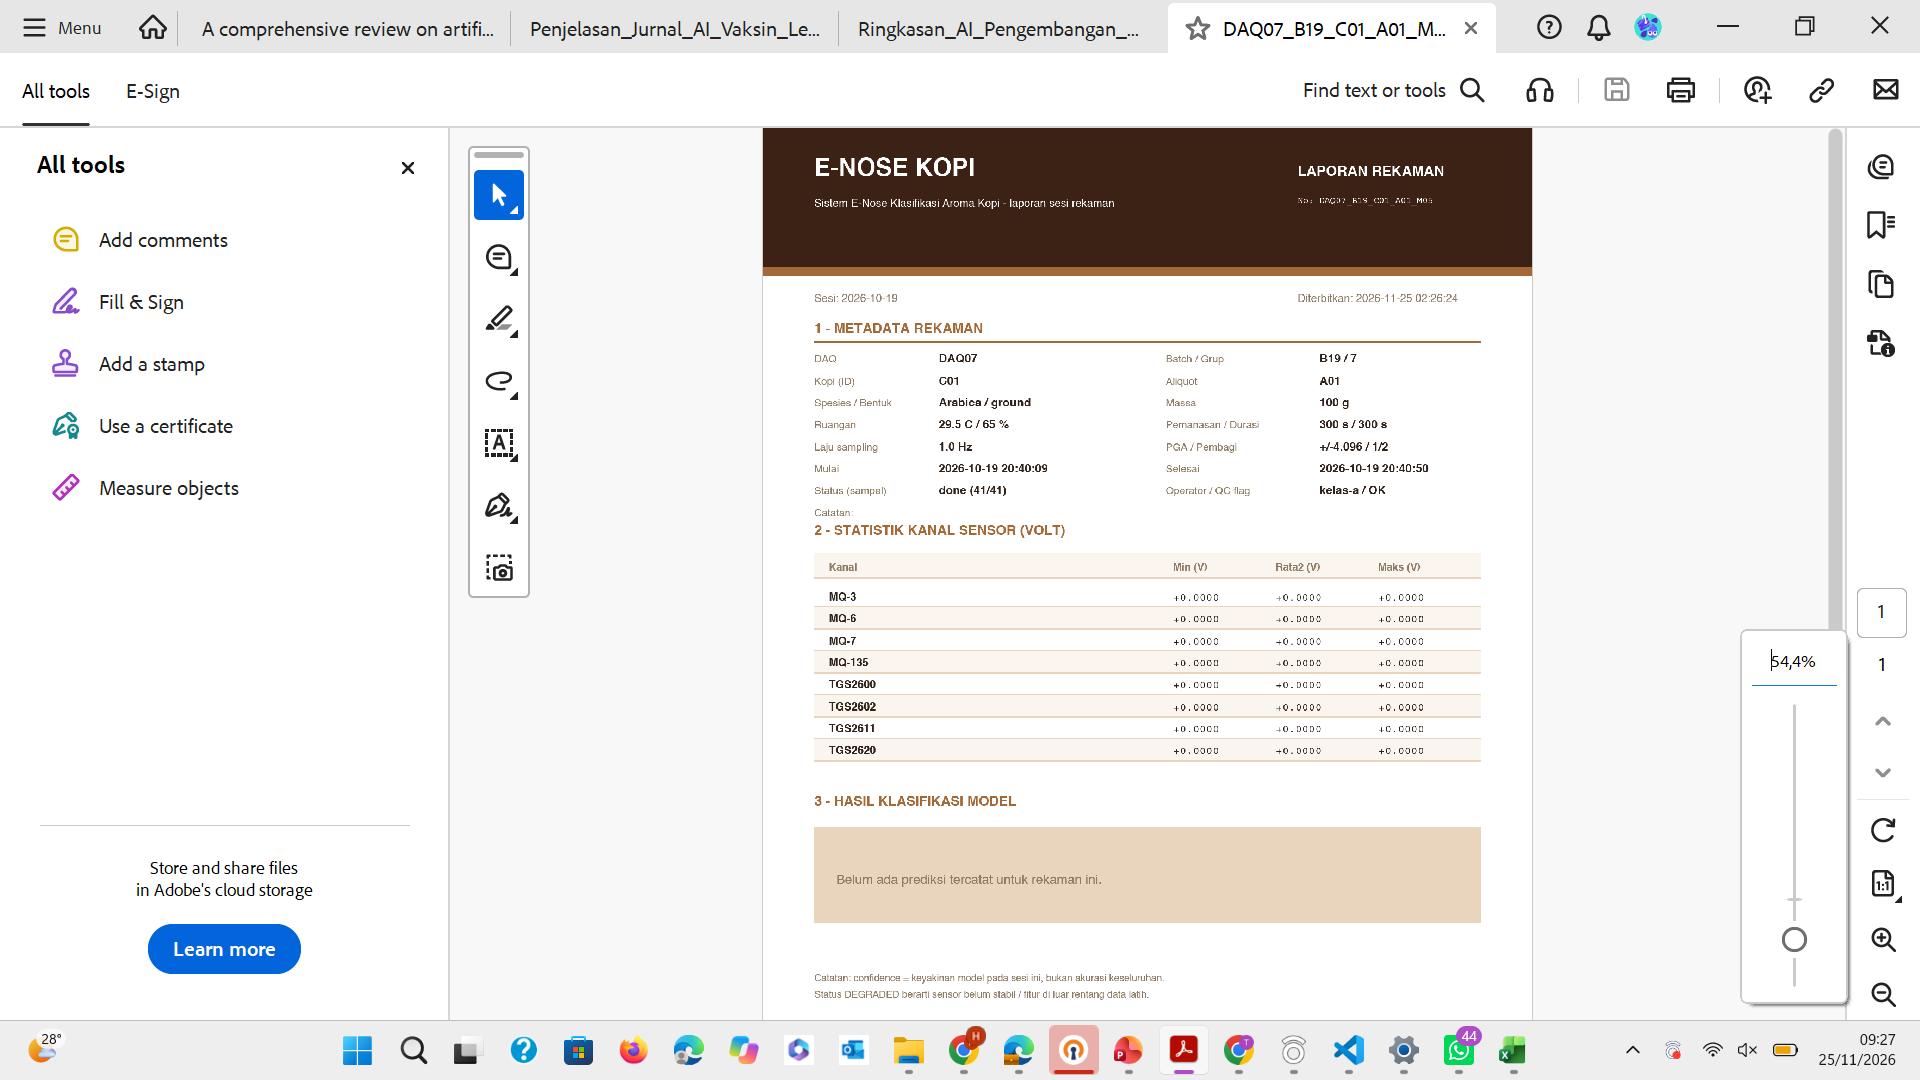 Menu
A comprehensive review on artifi...
Penjelasan_Jurnal_AI_Vaksin_Le...
Ringkasan_AI_Pengembangan_...
DAQ07_B19_C01_A01_M...
All tools
E-Sign
Find text or tools
All tools
Add comments
Fill & Sign
Add a stamp
Use a certificate
Measure objects
Store and share files
in Adobe's cloud storage
Learn more
E-NOSE KOPI
LAPORAN REKAMAN
Sistem E-Nose Klasifikasi Aroma Kopi - laporan sesi rekaman
No: DAQ07_B19_C01_A01_M05
Sesi: 2026-10-19
Diterbitkan: 2026-11-25 02:26:24
1 - METADATA REKAMAN
DAQ DAQ07 Batch / Grup B19 / 7
Kopi (ID) C01 Aliquot A01
Spesies / Bentuk Arabica / ground Massa 100 g
Ruangan 29.5 C / 65 % Pemanasan / Durasi 300 s / 300 s
Laju sampling 1.0 Hz PGA / Pembagi +/-4.096 / 1/2
Mulai 2026-10-19 20:40:09 Selesai 2026-10-19 20:40:50
Status (sampel) done (41/41) Operator / QC flag kelas-a / OK
Catatan:
2 - STATISTIK KANAL SENSOR (VOLT)
Kanal Min (V) Rata2 (V) Maks (V)
MQ-3 +0.0000 +0.0000 +0.0000
MQ-6 +0.0000 +0.0000 +0.0000
MQ-7 +0.0000 +0.0000 +0.0000
MQ-135 +0.0000 +0.0000 +0.0000
TGS2600 +0.0000 +0.0000 +0.0000
TGS2602 +0.0000 +0.0000 +0.0000
TGS2611 +0.0000 +0.0000 +0.0000
TGS2620 +0.0000 +0.0000 +0.0000
3 - HASIL KLASIFIKASI MODEL
Belum ada prediksi tercatat untuk rekaman ini.
Catatan: confidence = keyakinan model pada sesi ini, bukan akurasi keseluruhan.
Status DEGRADED berarti sensor belum stabil / fitur di luar rentang data latih.
1
54,4%
1
1:1
28°
H
T
44
09:27
25/11/2026